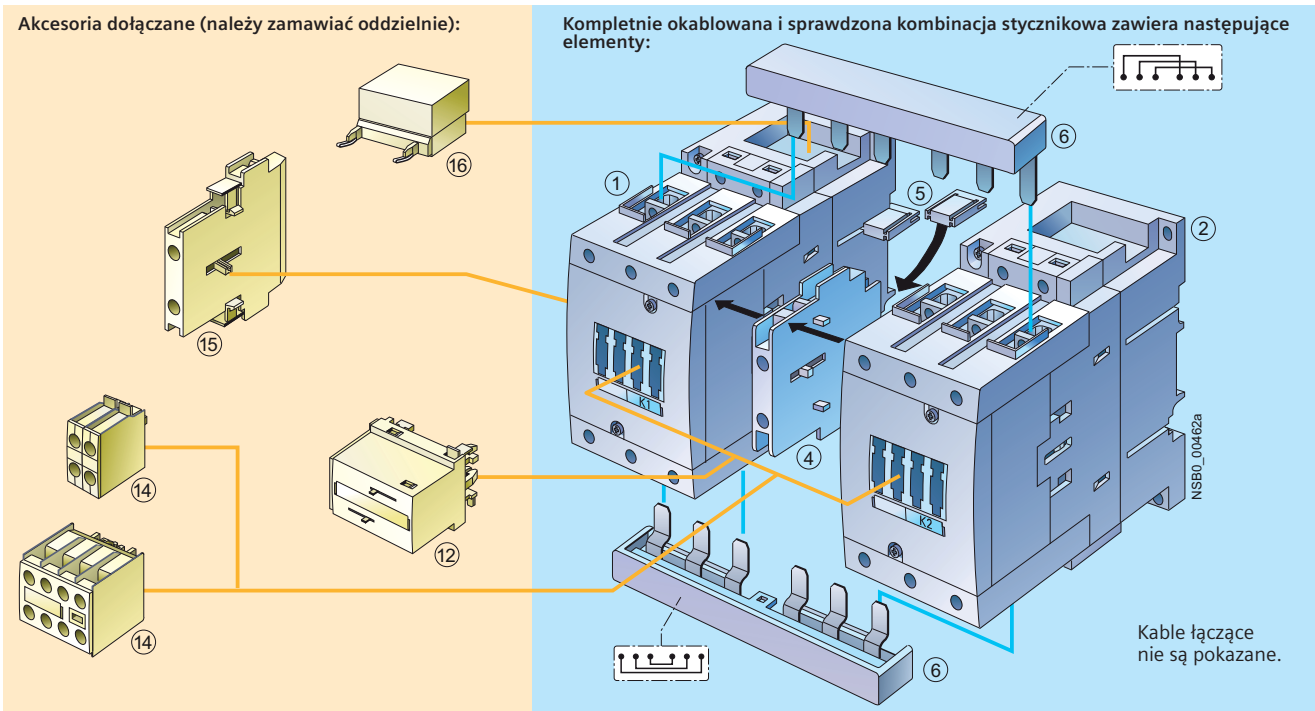 Akcesoria dołączane (należy zamawiać oddzielnie):
Kompletnie okablowana i sprawdzona kombinacja stycznikowa zawiera następujące
elementy:
16
6
1
5
2
15
K1
4
14
12
K2
NSB0_00462a
14
6
Kable łączące
nie są pokazane.